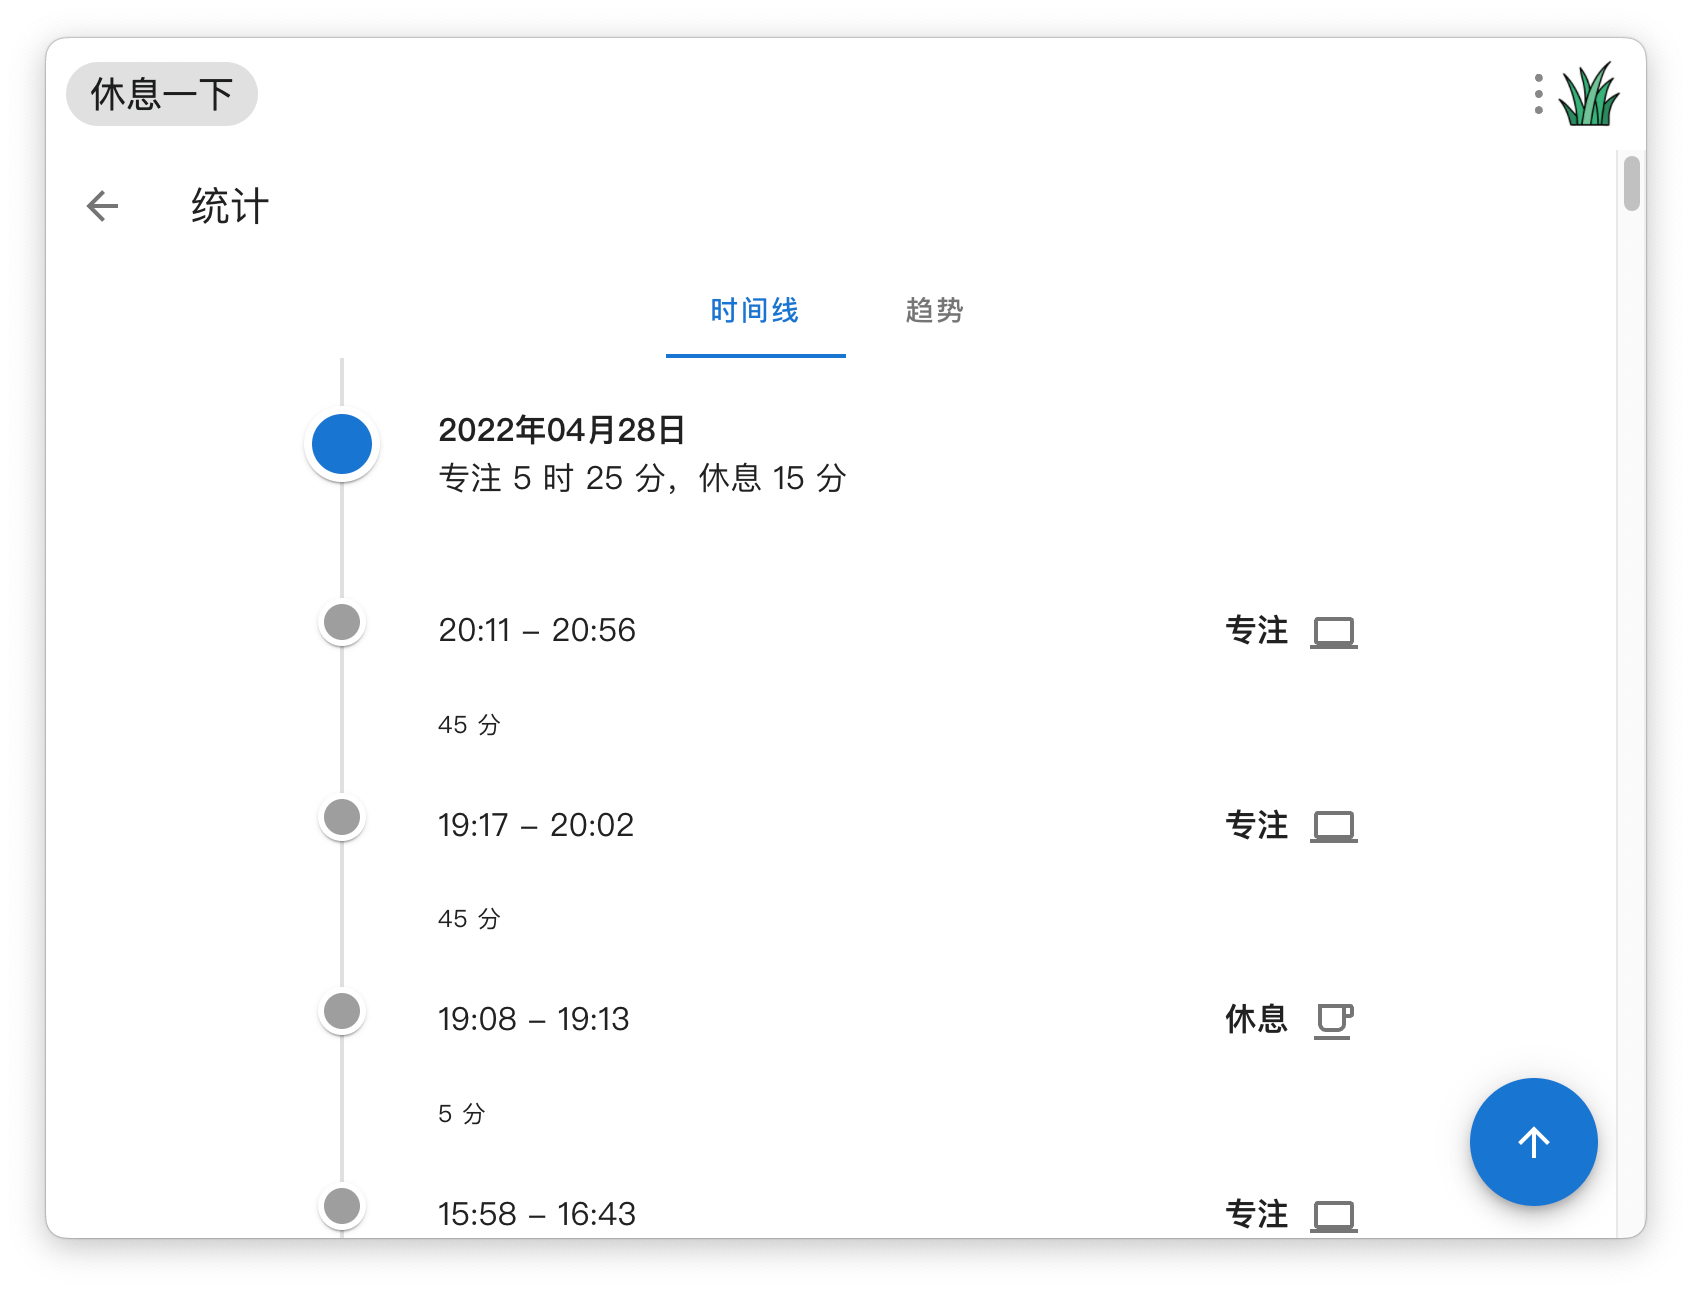 休息一下
统计
时间线 趋势
2022年04月28日
专注 5 时 25 分，休息 15 分
20:11 – 20:56 专注
45 分
19:17 – 20:02 专注
45 分
19:08 – 19:13 休息
5 分
15:58 – 16:43 专注